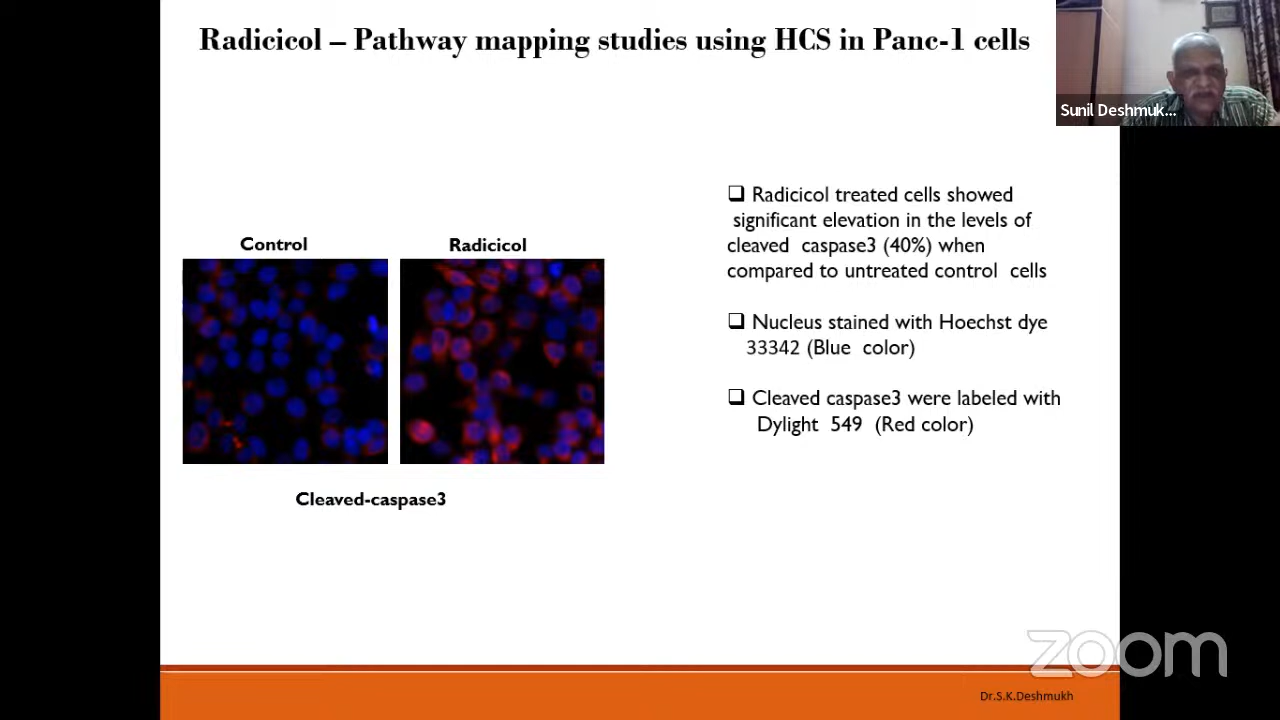 Radicicol – Pathway mapping studies using HCS in Panc-1 cells
Sunil Deshmuk...
❑ Radicicol treated cells showed
significant elevation in the levels of
cleaved caspase3 (40%) when
compared to untreated control cells
❑ Nucleus stained with Hoechst dye
33342 (Blue color)
❑ Cleaved caspase3 were labeled with
Dylight 549 (Red color)
Control
Radicicol
Cleaved-caspase3
zoom
Dr.S.K.Deshmukh